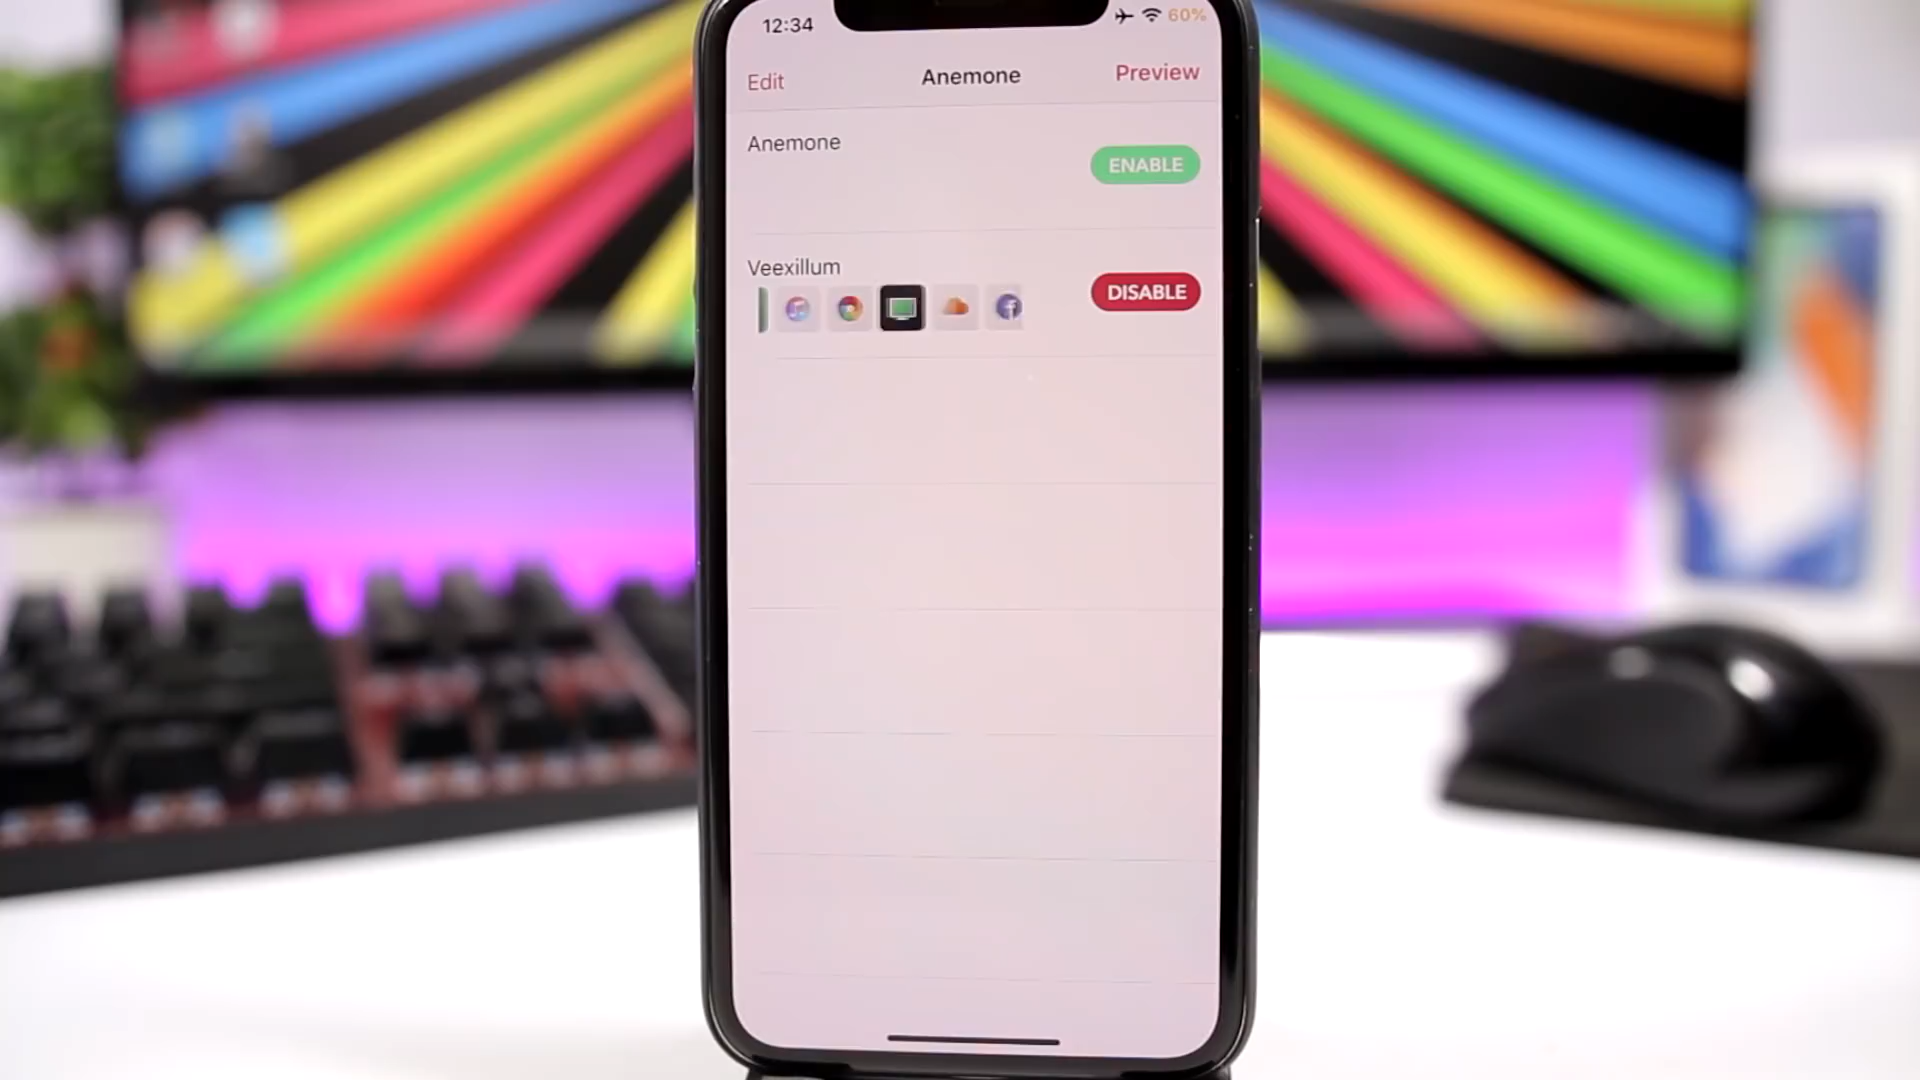 12:34
60%
Edit
Anemone
Preview
Anemone
ENABLE
Veexillum
DISABLE